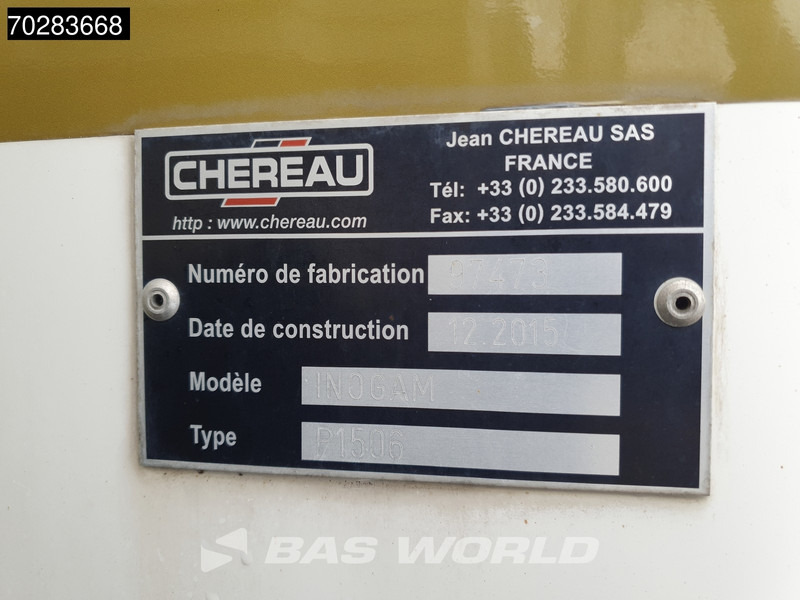 70283668
CHEREAU
http : www.chereau.com
Jean CHEREAU SAS
FRANCE
Tél: +33 (0) 233.580.600
Fax: +33 (0) 233.584.479
Numéro de fabrication
Date de construction 12.2015
Modèle INOGAM
Type P1506
BAS WORLD